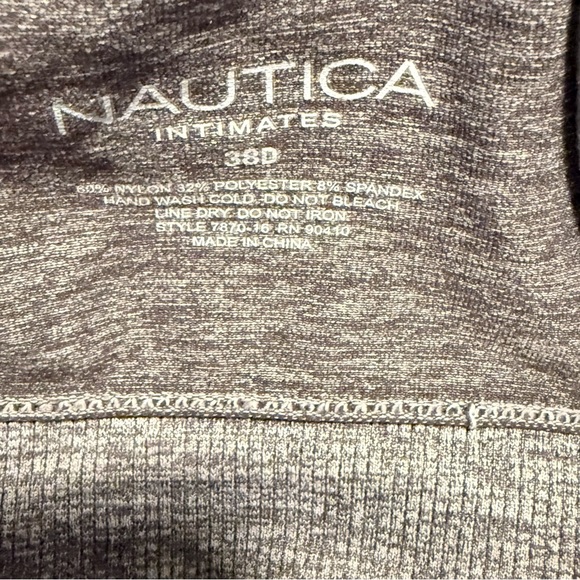 NAUTICA
INTIMATES
38D
60% NYLON 32% POLYESTER 8% SPANDEX
HAND WASH COLD. DO NOT BLEACH
LINE DRY. DO NOT IRON.
STYLE 7870-16 RN 90410
MADE IN CHINA.